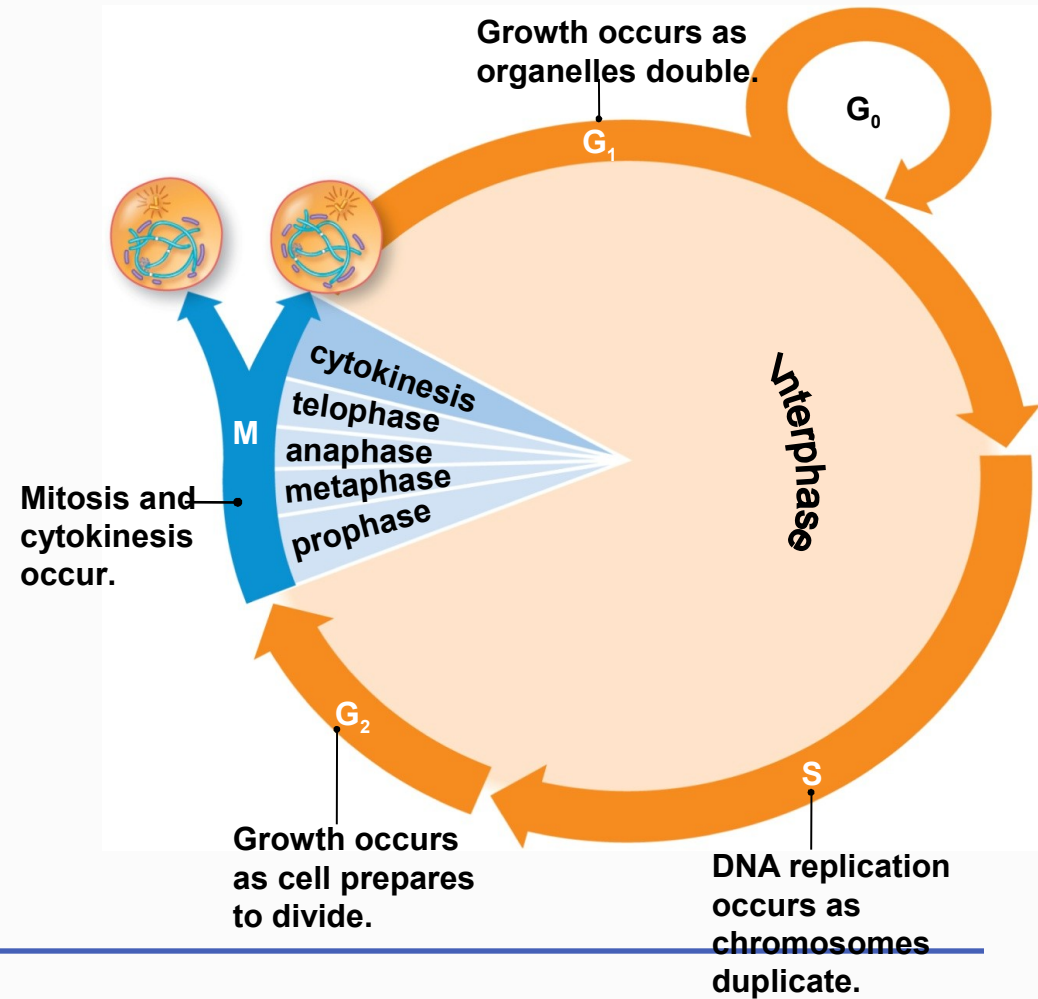 Growth occurs as
organelles double.
G₀
G₁
cytokinesis
telophase
anaphase
metaphase
prophase
M
Interphase
Mitosis and
cytokinesis
occur.
G₂
S
Growth occurs
as cell prepares
to divide.
DNA replication
occurs as
chromosomes
duplicate.